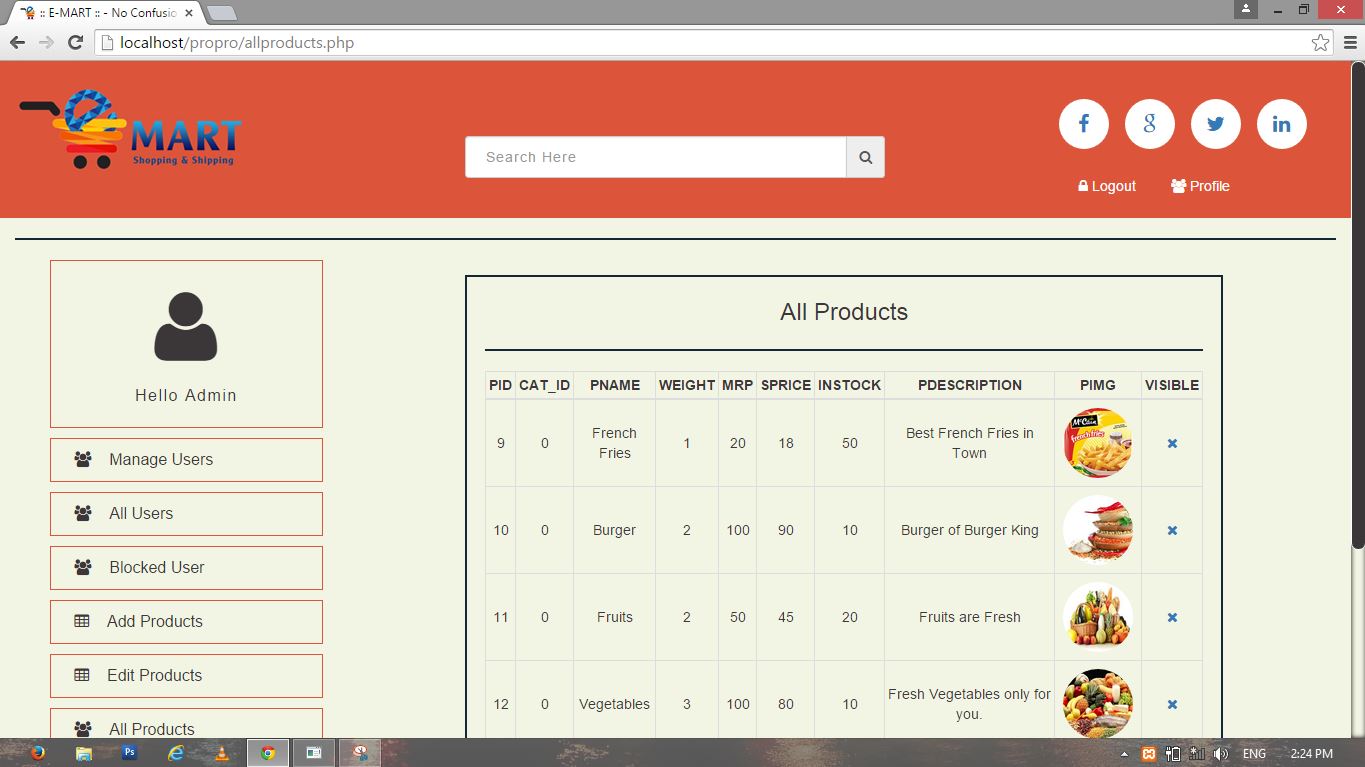 :: E-MART :: - No Confusio
localhost/propro/allproducts.php
e MART
Shopping & Shipping
Search Here
Logout Profile
Hello Admin
Manage Users
All Users
Blocked User
Add Products
Edit Products
All Products
All Products
PID CAT_ID PNAME WEIGHT MRP SPRICE INSTOCK PDESCRIPTION PIMG VISIBLE
9 0 French Fries 1 20 18 50 Best French Fries in Town
McCain
french fries
10 0 Burger 2 100 90 10 Burger of Burger King
11 0 Fruits 2 50 45 20 Fruits are Fresh
12 0 Vegetables 3 100 80 10 Fresh Vegetables only for you.
Ps
ENG 2:24 PM